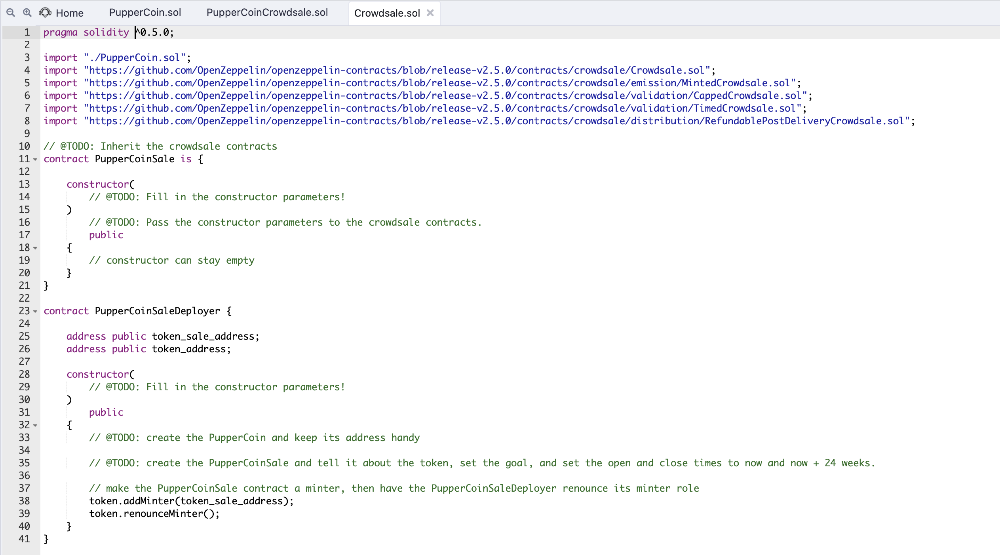 Home PupperCoin.sol PupperCoinCrowdsale.sol Crowdsale.sol
1 pragma solidity ^0.5.0;
2
3 import "./PupperCoin.sol";
4 import "https://github.com/OpenZeppelin/openzeppelin-contracts/blob/release-v2.5.0/contracts/crowdsale/Crowdsale.sol";
5 import "https://github.com/OpenZeppelin/openzeppelin-contracts/blob/release-v2.5.0/contracts/crowdsale/emission/MintedCrowdsale.sol";
6 import "https://github.com/OpenZeppelin/openzeppelin-contracts/blob/release-v2.5.0/contracts/crowdsale/validation/CappedCrowdsale.sol";
7 import "https://github.com/OpenZeppelin/openzeppelin-contracts/blob/release-v2.5.0/contracts/crowdsale/validation/TimedCrowdsale.sol";
8 import "https://github.com/OpenZeppelin/openzeppelin-contracts/blob/release-v2.5.0/contracts/crowdsale/distribution/RefundablePostDeliveryCrowdsale.sol";
9
10 // @TODO: Inherit the crowdsale contracts
11 contract PupperCoinSale is {
12
13     constructor(
14         // @TODO: Fill in the constructor parameters!
15     )
16         // @TODO: Pass the constructor parameters to the crowdsale contracts.
17         public
18     {
19         // constructor can stay empty
20     }
21 }
22
23 contract PupperCoinSaleDeployer {
24
25     address public token_sale_address;
26     address public token_address;
27
28     constructor(
29         // @TODO: Fill in the constructor parameters!
30     )
31         public
32     {
33         // @TODO: create the PupperCoin and keep its address handy
34
35         // @TODO: create the PupperCoinSale and tell it about the token, set the goal, and set the open and close times to now and now + 24 weeks.
36
37         // make the PupperCoinSale contract a minter, then have the PupperCoinSaleDeployer renounce its minter role
38         token.addMinter(token_sale_address);
39         token.renounceMinter();
40     }
41 }